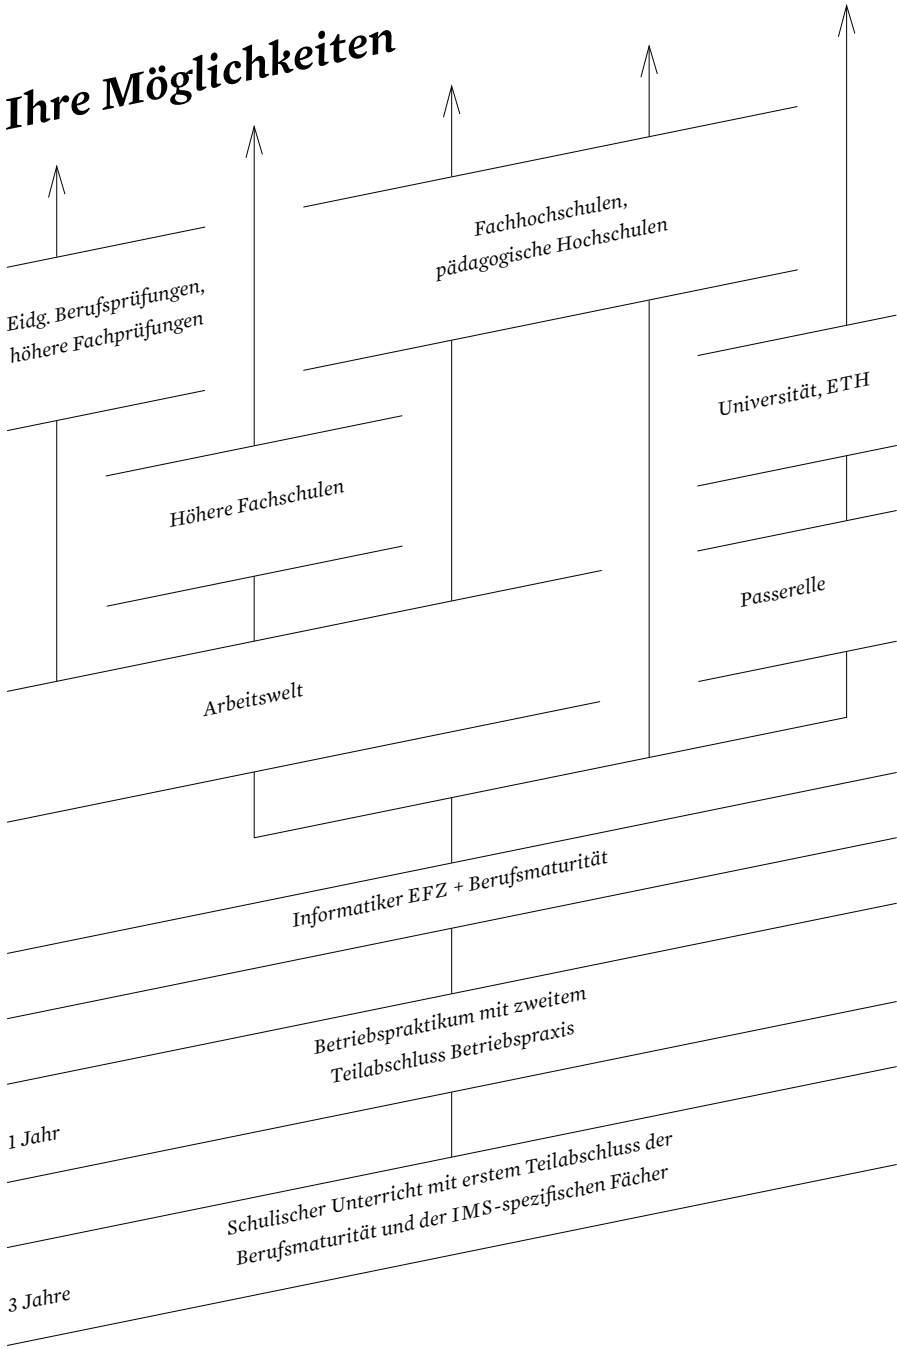 Ihre Möglichkeiten
Fachhochschulen,
pädagogische Hochschulen
Eidg. Berufsprüfungen,
höhere Fachprüfungen
Universität, ETH
Höhere Fachschulen
Passerelle
Arbeitswelt
Informatiker EFZ + Berufsmaturität
Betriebspraktikum mit zweitem
Teilabschluss Betriebspraxis
1 Jahr
Schulischer Unterricht mit erstem Teilabschluss der
Berufsmaturität und der IMS-spezifischen Fächer
3 Jahre